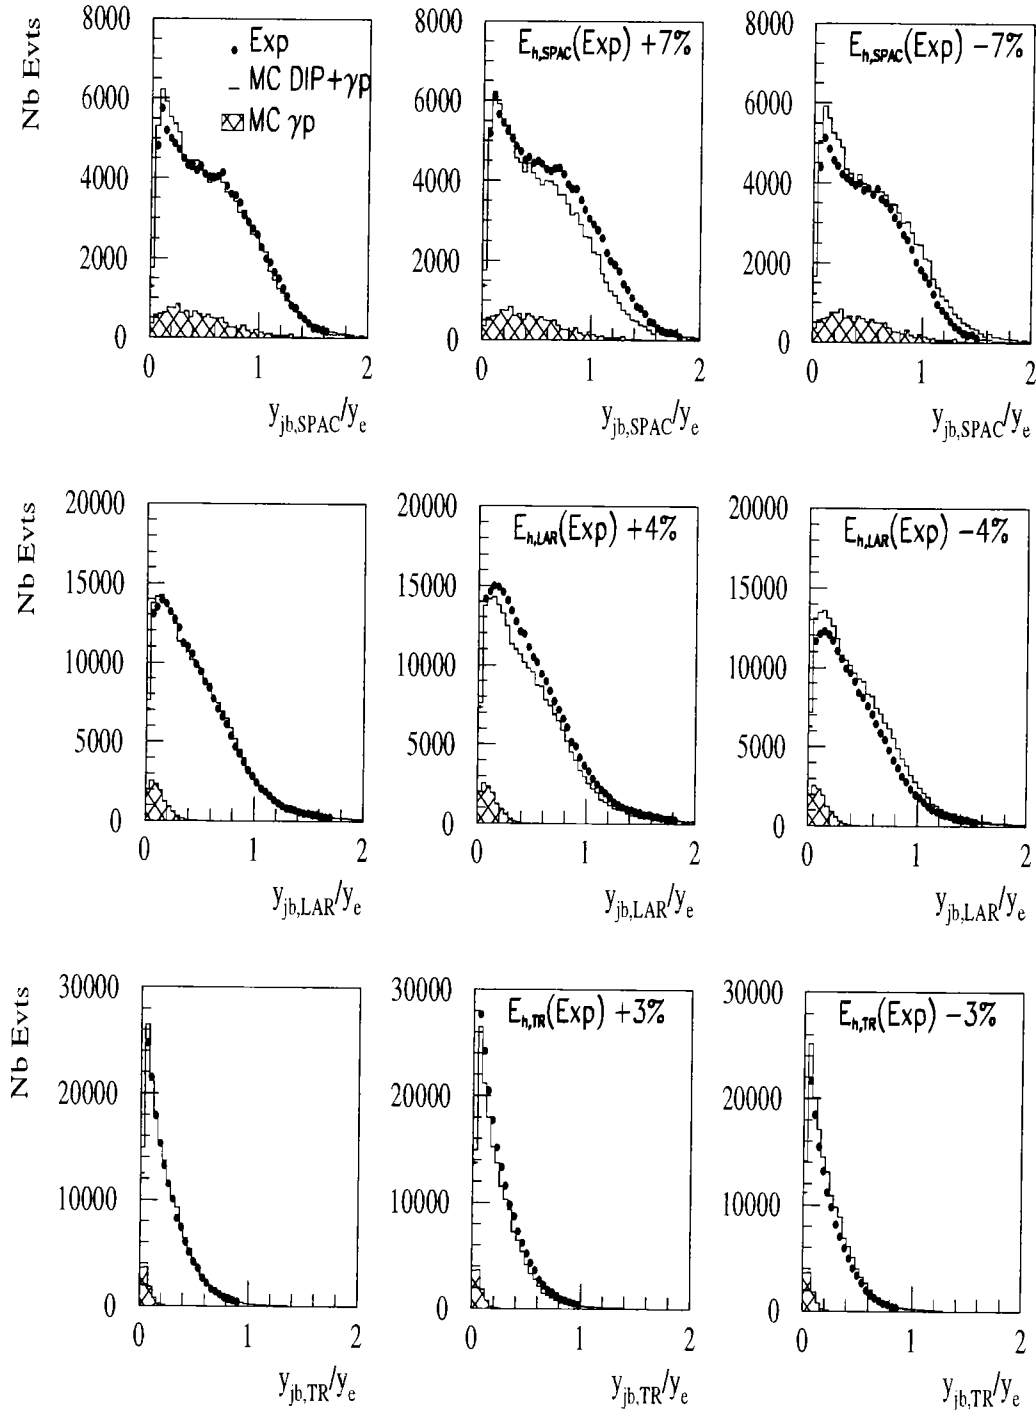 Nb Evts
8000
6000
4000
2000
0
Exp
MC DIP+γp
MC γp
0 1 2
y_jb,SPAC/y_e
8000
6000
4000
2000
0
E_h,SPAC(Exp) +7%
0 1 2
y_jb,SPAC/y_e
8000
6000
4000
2000
0
E_h,SPAC(Exp) −7%
0 1 2
y_jb,SPAC/y_e
Nb Evts
20000
15000
10000
5000
0
0 1 2
y_jb,LAR/y_e
20000
15000
10000
5000
0
E_h,LAR(Exp) +4%
0 1 2
y_jb,LAR/y_e
20000
15000
10000
5000
0
E_h,LAR(Exp) −4%
0 1 2
y_jb,LAR/y_e
Nb Evts
30000
20000
10000
0
0 1 2
y_jb,TR/y_e
30000
20000
10000
0
E_h,TR(Exp) +3%
0 1 2
y_jb,TR/y_e
30000
20000
10000
0
E_h,TR(Exp) −3%
0 1 2
y_jb,TR/y_e